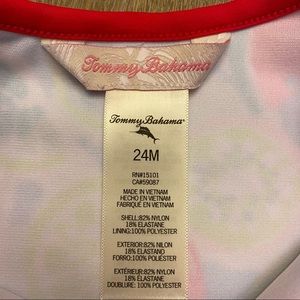 Tommy Bahama
Tommy Bahama®
24M
RN#15101
CA#59087
MADE IN VIETNAM
HECHO EN VIETNAM
FABRIQUÉ EN VIETNAM
SHELL:82% NYLON
18% ELASTANE
LINING:100% POLYESTER
EXTERIOR:82% NILON
18% ELASTANO
FORRO:100% POLIESTER
EXTÉRIEUR:82% NYLON
18% ÉLASTHANNE
DOUBLURE: 100% POLYESTER